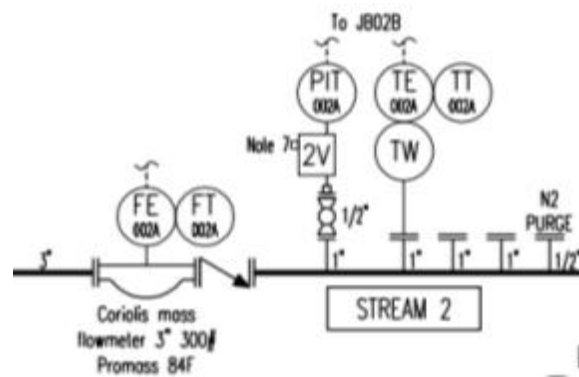 To JB02B
PIT
002A
TE
002A
TT
002A
Note 7
2V
TW
FE
002A
FT
002A
1/2"
N2
PURGE
3"
1"
1"
1"
1"
1/2"
Coriolis mass
flowmeter 3" 300#
Promass 84F
STREAM 2